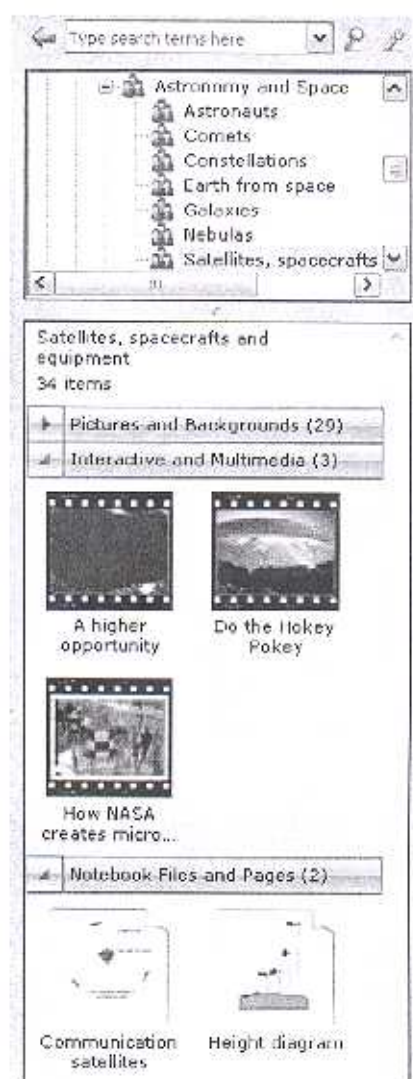 Type search terms here
Astronomy and Space
Astronauts
Comets
Constellations
Earth from space
Galaxies
Nebulas
Satellites, spacecrafts
Satellites, spacecrafts and
equipment
34 items
Pictures and Backgrounds (29)
Interactive and Multimedia (3)
A higher
opportunity
Do the Hokey
Pokey
How NASA
creates micro...
Notebook Files and Pages (2)
Communication
satellites
Height diagram